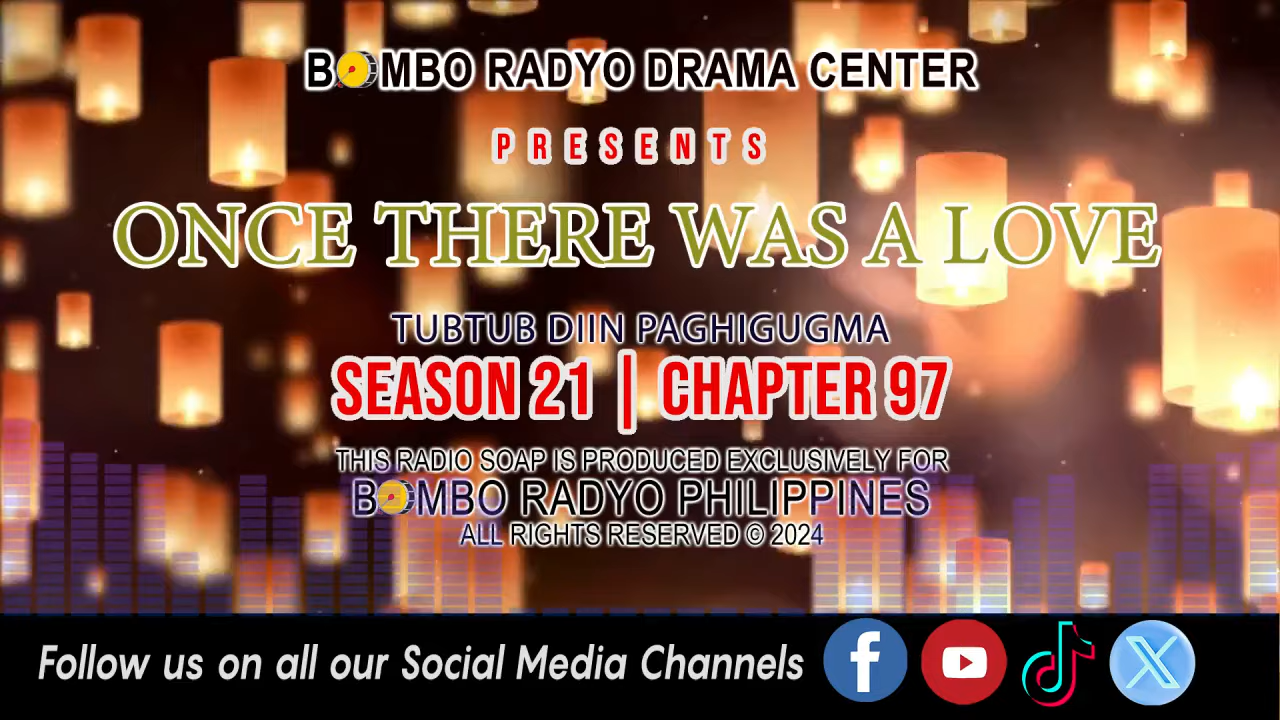 BOMBO RADYO DRAMA CENTER
PRESENTS
ONCE THERE WAS A LOVE
TUBTUB DIIN PAGHIGUGMA
SEASON 21 | CHAPTER 97
THIS RADIO SOAP IS PRODUCED EXCLUSIVELY FOR
BOMBO RADYO PHILIPPINES
ALL RIGHTS RESERVED © 2024
Follow us on all our Social Media Channels